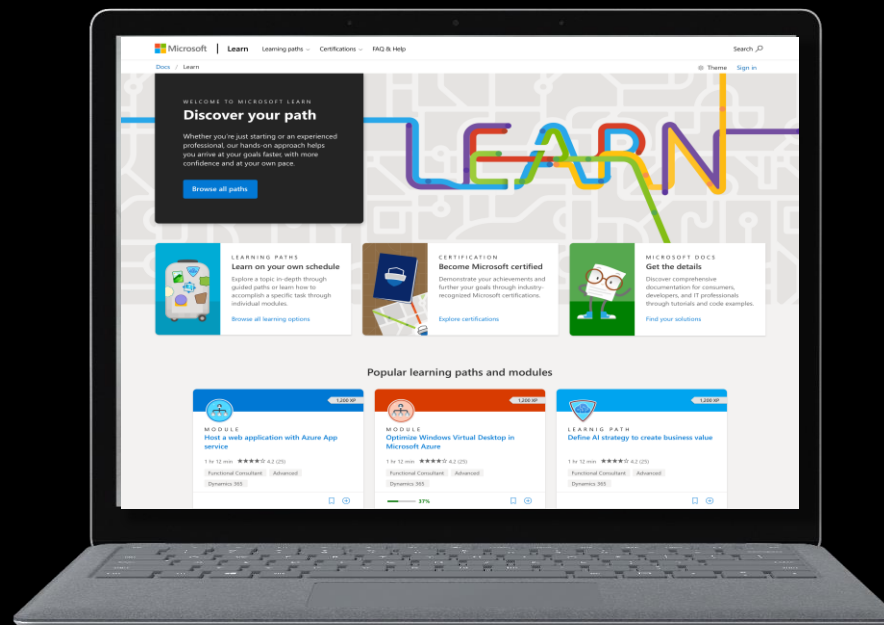 Microsoft | Learn Learning paths Certifications FAQ & Help Search
Docs / Learn Theme Sign in
WELCOME TO MICROSOFT LEARN
Discover your path
Whether you're just starting or an experienced
professional, our hands-on approach helps
you arrive at your goals faster, with more
confidence and at your own pace.
Browse all paths
LEARN
LEARNING PATHS
Learn on your own schedule
Explore a topic in-depth through
guided paths or learn how to
accomplish a specific task through
individual modules.
Browse all learning options
CERTIFICATION
Become Microsoft certified
Demonstrate your achievements and
further your goals through industry-
recognized Microsoft certifications.
Explore certifications
MICROSOFT DOCS
Get the details
Discover comprehensive
documentation for consumers,
developers, and IT professionals
through tutorials and code examples.
Find your solutions
Popular learning paths and modules
1,200 XP
MODULE
Host a web application with Azure App
service
1 hr 12 min ★★★★☆ 4.2 (25)
Functional Consultant Advanced
Dynamics 365
1,200 XP
MODULE
Optimize Windows Virtual Desktop in
Microsoft Azure
1 hr 12 min ★★★★☆ 4.2 (25)
Functional Consultant Advanced
Dynamics 365
37%
1,200 XP
LEARNIG PATH
Define AI strategy to create business value
1 hr 12 min ★★★★☆ 4.2 (25)
Functional Consultant Advanced
Dynamics 365